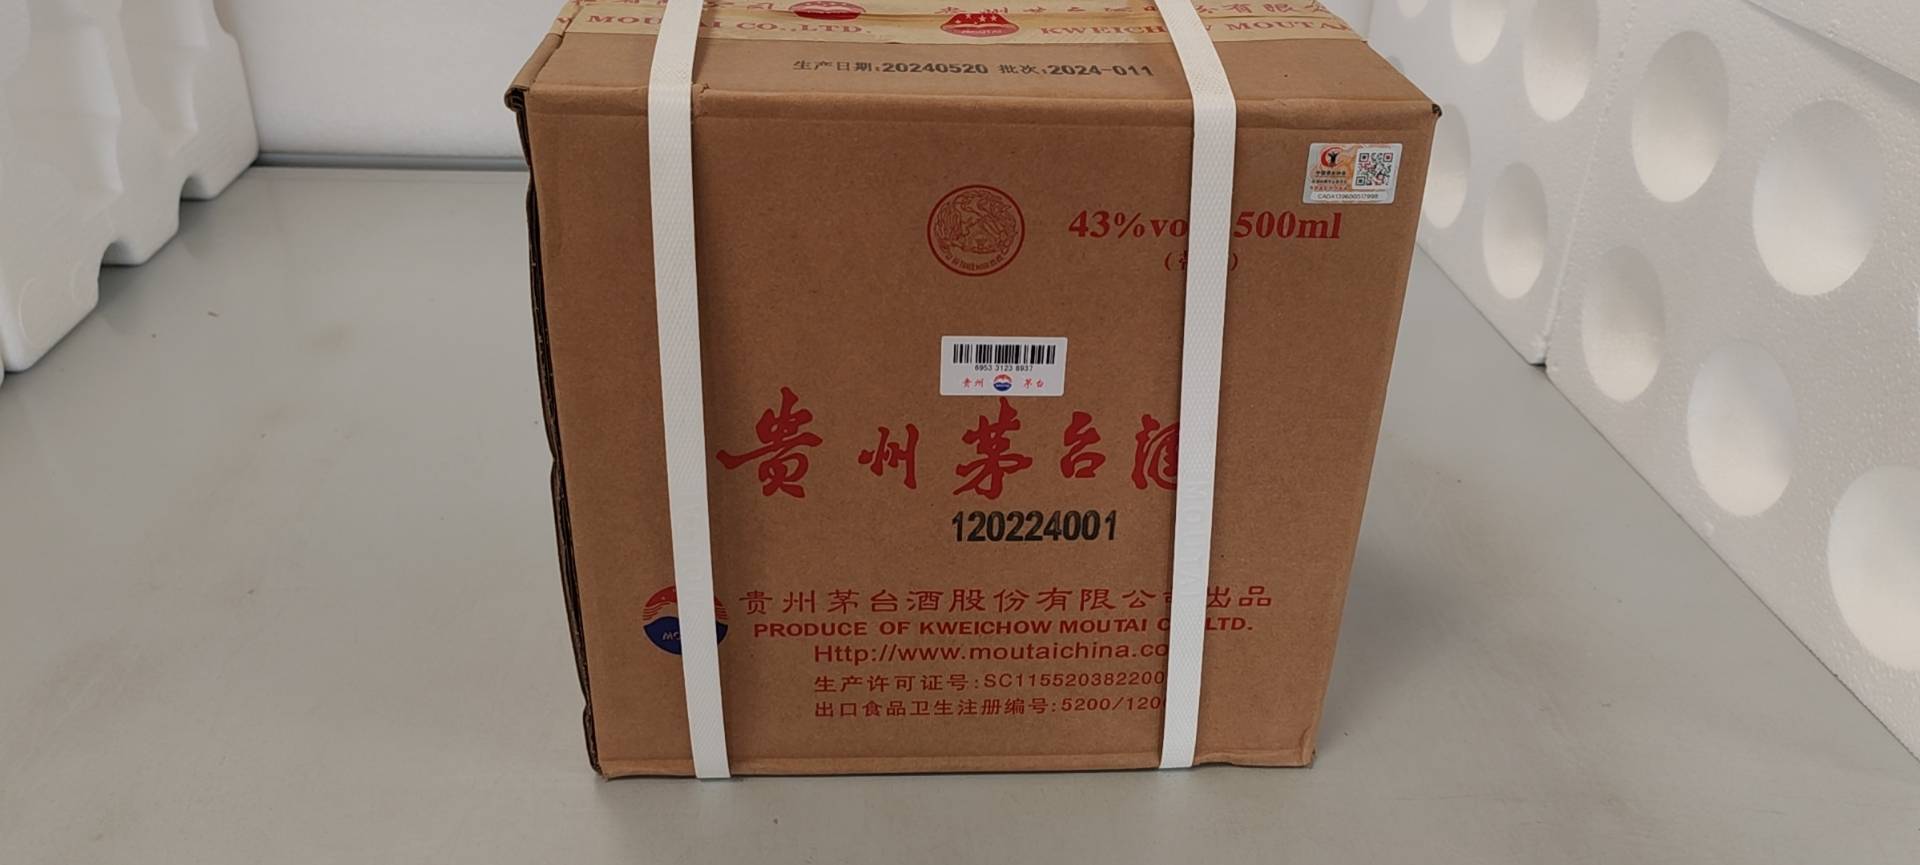 MOUTAI CO.,LTD. MOUTAI KWEICHOW MOUTAI
生产日期:20240520 批次:2024-011
43%vo 500ml
6953 3123 8937
贵州 茅台
贵州茅台酒
120224001
贵州茅台酒股份有限公司出品
PRODUCE OF KWEICHOW MOUTAI C LTD.
Http://www.moutaichina.co
生产许可证号:SC115520382200
出口食品卫生注册编号:5200/1200